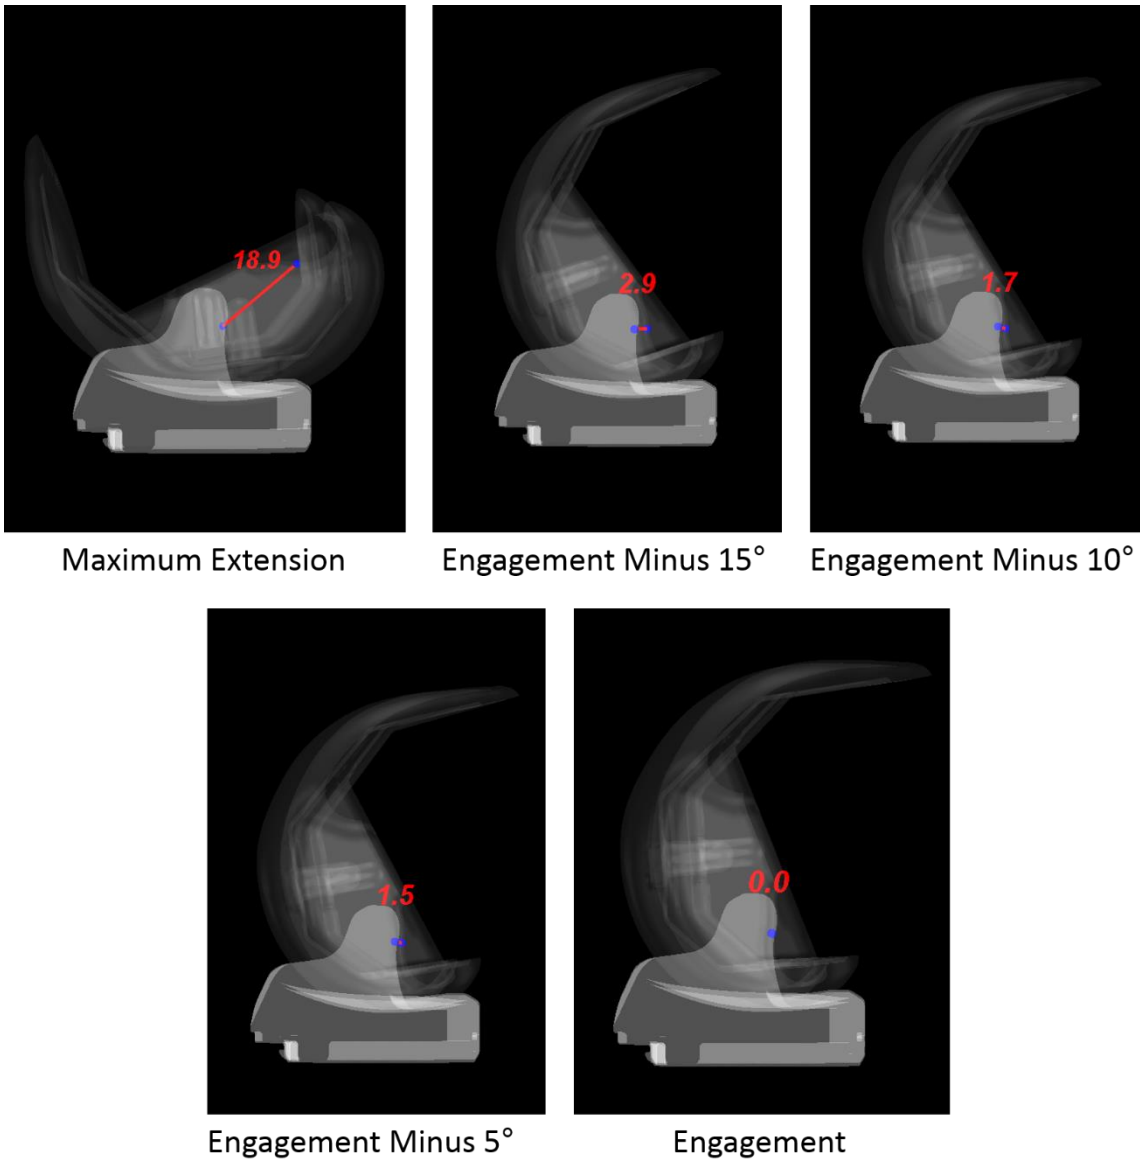 18.9
2.9
1.7
Maximum Extension
Engagement Minus 15°
Engagement Minus 10°
1.5
0.0
Engagement Minus 5°
Engagement